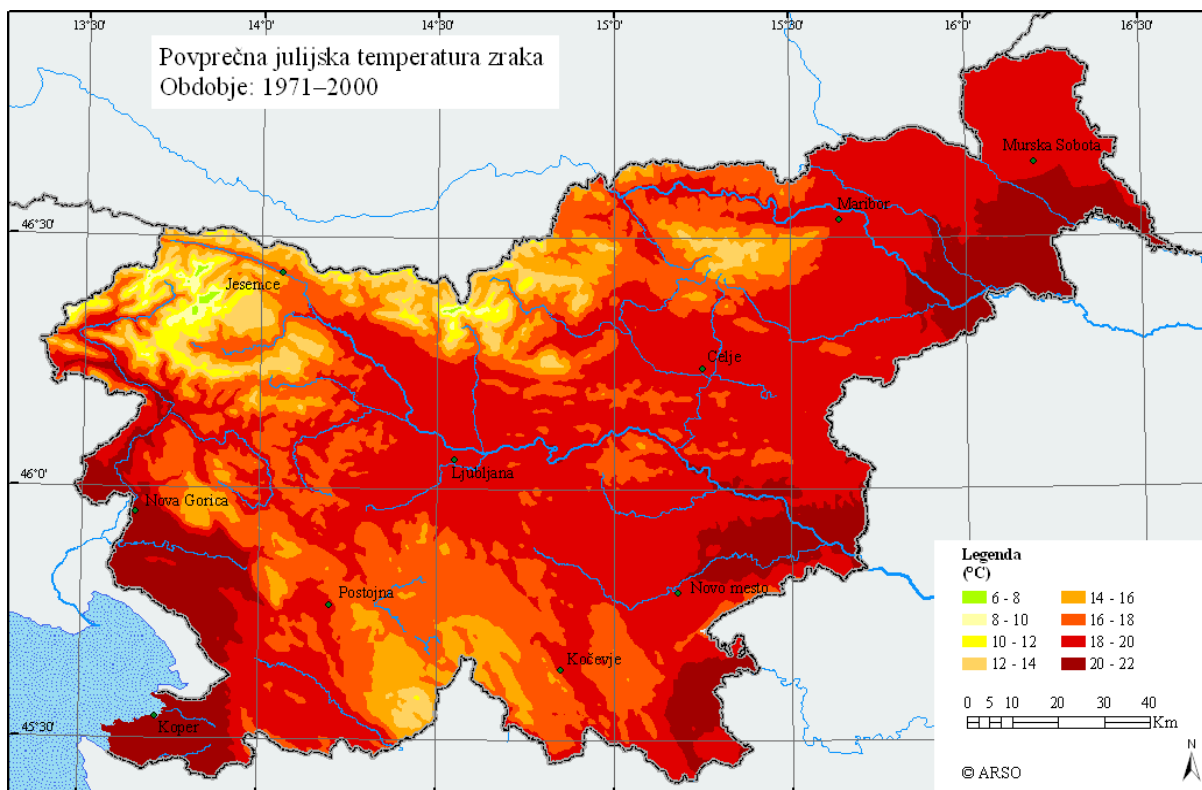 13°30'
14°0'
14°30'
15°0'
15°30'
16°0'
16°30'
Povprečna julijska temperatura zraka
Obdobje: 1971–2000
Murska Sobota
46°30'
Maribor
Jesenice
Celje
46°0'
Ljubljana
Nova Gorica
Postojna
Novo mesto
Kočevje
45°30'
Koper
Legenda
(°C)
6 - 8
8 - 10
10 - 12
12 - 14
14 - 16
16 - 18
18 - 20
20 - 22
0 5 10 20 30 40
Km
© ARSO
N